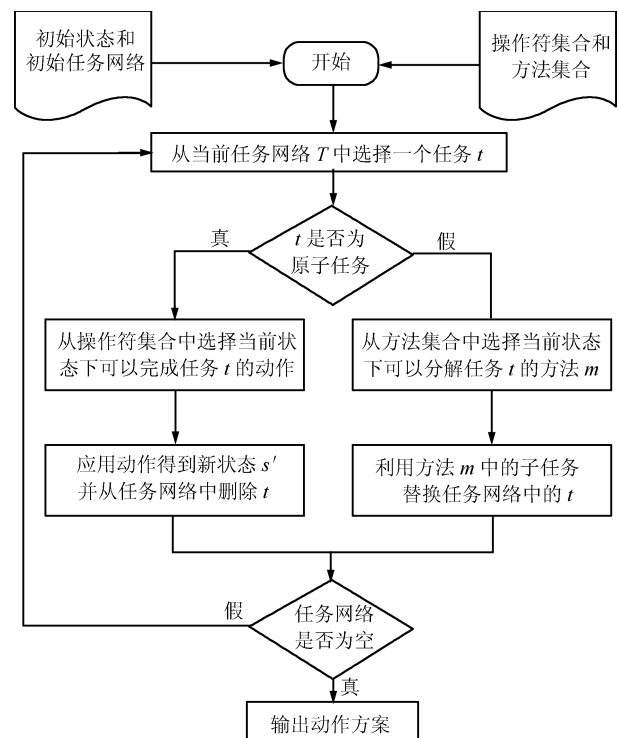 初始状态和
初始任务网络
开始
操作符集合和
方法集合
从当前任务网络 T 中选择一个任务 t
真
t 是否为
原子任务
假
从操作符集合中选择当前状
态下可以完成任务 t 的动作
从方法集合中选择当前状态
下可以分解任务 t 的方法 m
应用动作得到新状态 s′
并从任务网络中删除 t
利用方法 m 中的子任务
替换任务网络中的 t
假
任务网络
是否为空
真
输出动作方案